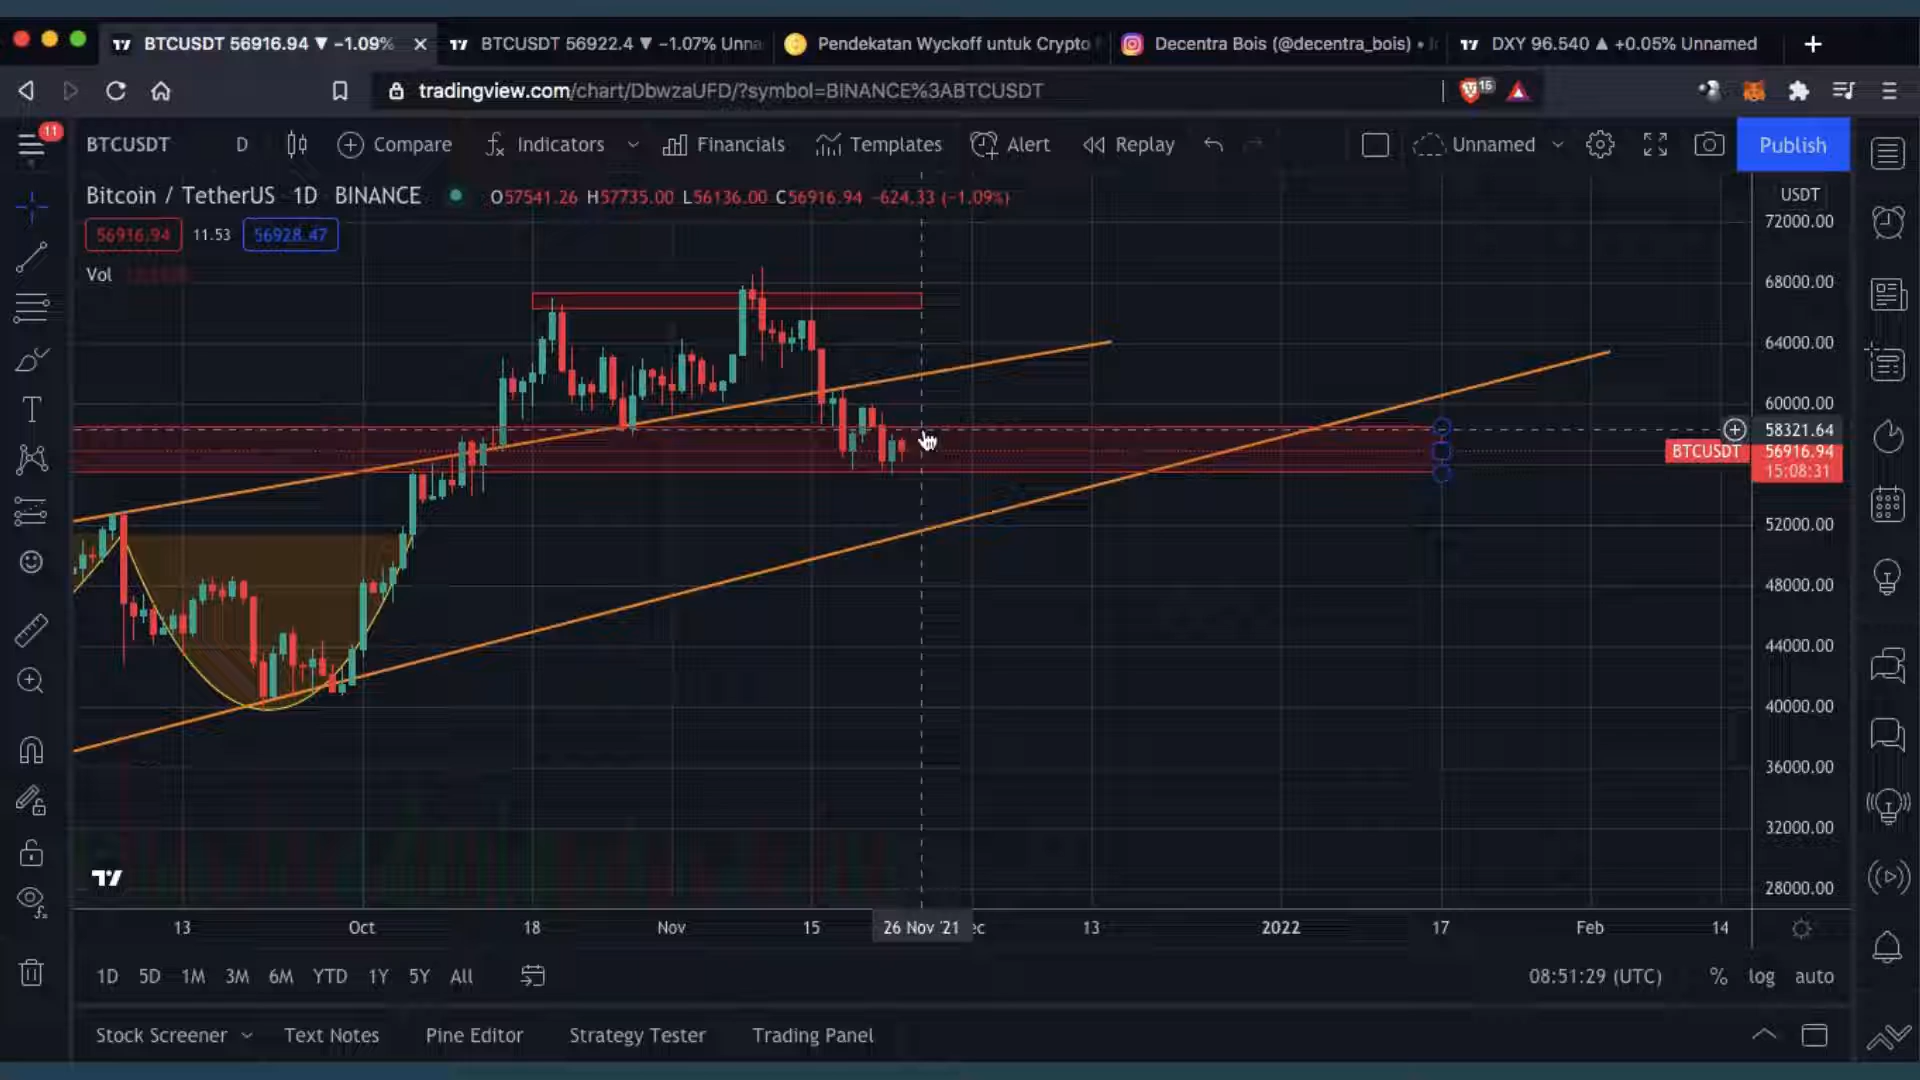 BTCUSDT 56916.94 ▼ −1.09%
BTCUSDT 56922.4 ▼ −1.07% Unna
Pendekatan Wyckoff untuk Crypto
Decentra Bois (@decentra_bois) •
DXY 96.540 ▲ +0.05% Unnamed
tradingview.com/chart/DbwzaUFD/?symbol=BINANCE%3ABTCUSDT
15
11
BTCUSDT D Compare Indicators Financials Templates Alert Replay Unnamed Publish
Bitcoin / TetherUS 1D BINANCE O57541.26 H57735.00 L56136.00 C56916.94 −624.33 (−1.09%)
56916.94 11.53 56928.47
Vol
USDT
72000.00
68000.00
64000.00
60000.00
58321.64
BTCUSDT 56916.94
15:08:31
52000.00
48000.00
44000.00
40000.00
36000.00
32000.00
28000.00
13 Oct 18 Nov 15 26 Nov '21 ec 13 2022 17 Feb 14
1D 5D 1M 3M 6M YTD 1Y 5Y All 08:51:29 (UTC) % log auto
Stock Screener Text Notes Pine Editor Strategy Tester Trading Panel